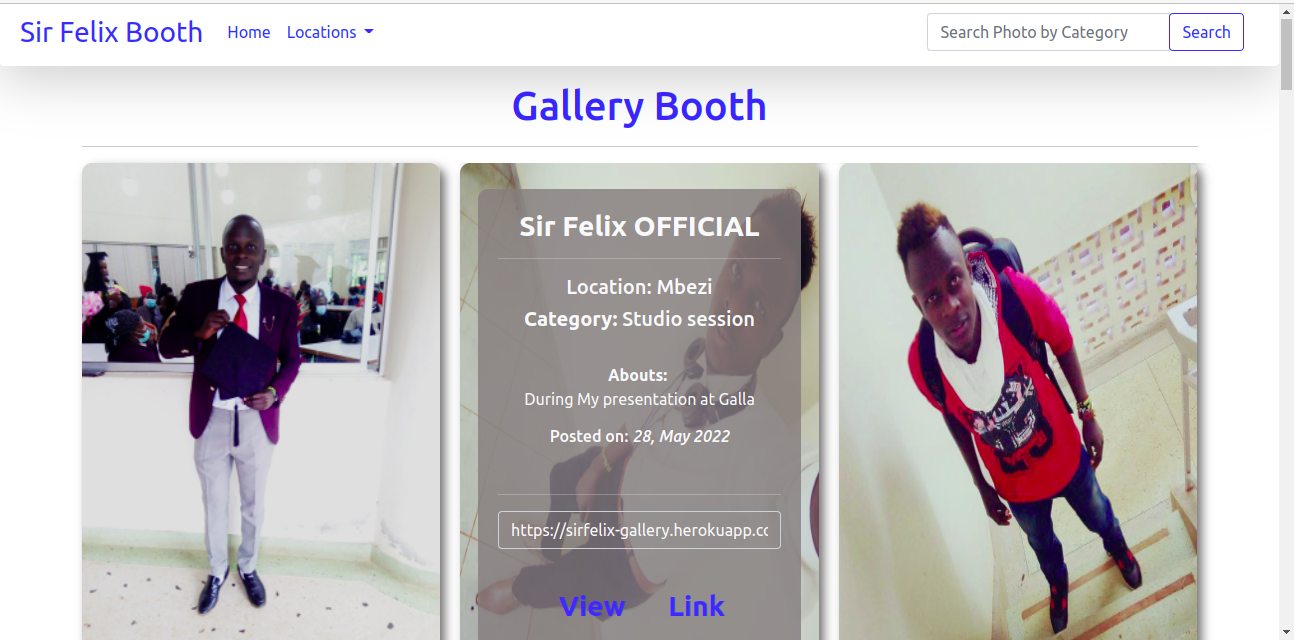 Sir Felix Booth
Home
Locations
Search Photo by Category
Search
Gallery Booth
Sir Felix OFFICIAL
Location: Mbezi
Category: Studio session
Abouts:
During My presentation at Galla
Posted on: 28, May 2022
https://sirfelix-gallery.herokuapp.co
View Link